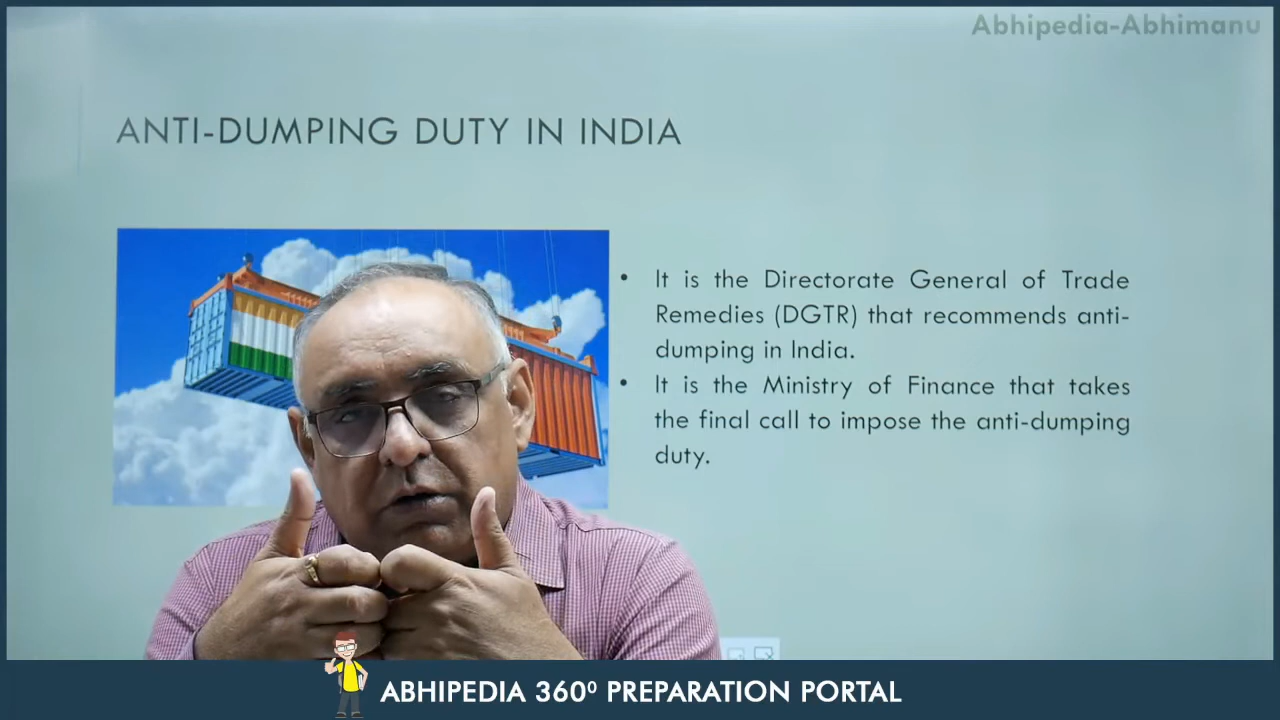 Abhipedia-Abhimanu
ANTI-DUMPING DUTY IN INDIA
• It is the Directorate General of Trade
Remedies (DGTR) that recommends anti-
dumping in India.
• It is the Ministry of Finance that takes
the final call to impose the anti-dumping
duty.
ABHIPEDIA 360⁰ PREPARATION PORTAL